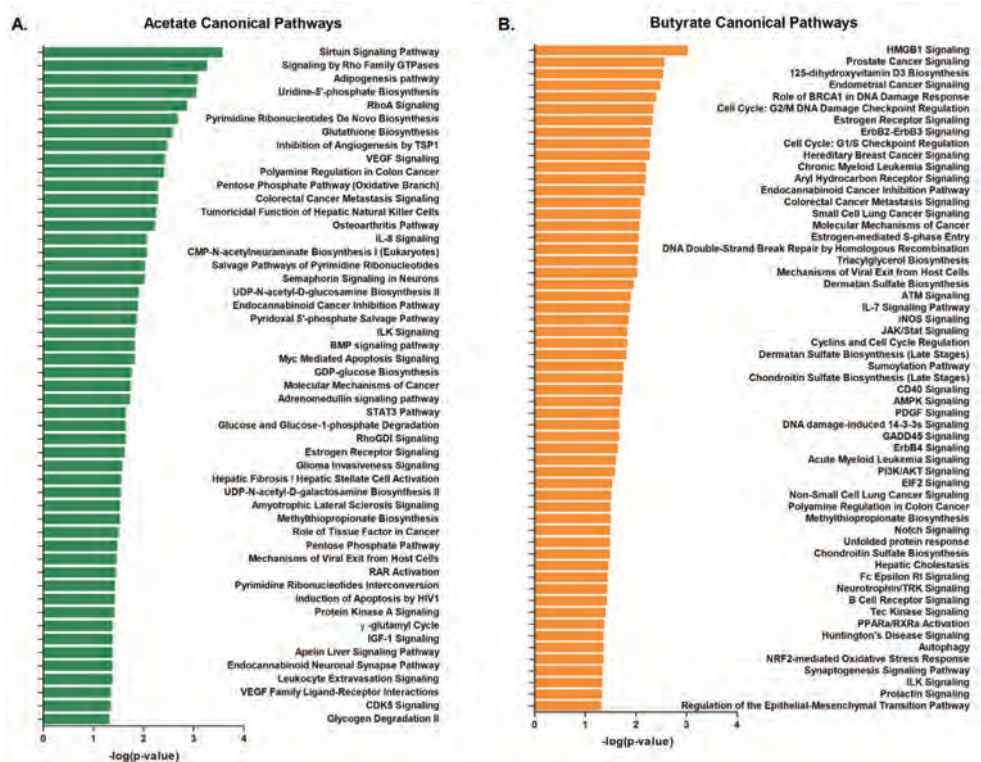 A.
Acetate Canonical Pathways
Sirtuin Signaling Pathway
Signaling by Rho Family GTPases
Adipogenesis pathway
Uridine-5'-phosphate Biosynthesis
RhoA Signaling
Pyrimidine Ribonucleotides De Novo Biosynthesis
Glutathione Biosynthesis
Inhibition of Angiogenesis by TSP1
VEGF Signaling
Polyamine Regulation in Colon Cancer
Pentose Phosphate Pathway (Oxidative Branch)
Colorectal Cancer Metastasis Signaling
Tumoricidal Function of Hepatic Natural Killer Cells
Osteoarthritis Pathway
IL-8 Signaling
CMP-N-acetylneuraminate Biosynthesis I (Eukaryotes)
Salvage Pathways of Pyrimidine Ribonucleotides
Semaphorin Signaling in Neurons
UDP-N-acetyl-D-glucosamine Biosynthesis II
Endocannabinoid Cancer Inhibition Pathway
Pyridoxal 5'-phosphate Salvage Pathway
ILK Signaling
BMP signaling pathway
Myc Mediated Apoptosis Signaling
GDP-glucose Biosynthesis
Molecular Mechanisms of Cancer
Adrenomedullin signaling pathway
STAT3 Pathway
Glucose and Glucose-1-phosphate Degradation
RhoGDI Signaling
Estrogen Receptor Signaling
Glioma Invasiveness Signaling
Hepatic Fibrosis / Hepatic Stellate Cell Activation
UDP-N-acetyl-D-galactosamine Biosynthesis II
Amyotrophic Lateral Sclerosis Signaling
Methylthiopropionate Biosynthesis
Role of Tissue Factor in Cancer
Pentose Phosphate Pathway
Mechanisms of Viral Exit from Host Cells
RAR Activation
Pyrimidine Ribonucleotides Interconversion
Induction of Apoptosis by HIV1
Protein Kinase A Signaling
γ-glutamyl Cycle
IGF-1 Signaling
Apelin Liver Signaling Pathway
Endocannabinoid Neuronal Synapse Pathway
Leukocyte Extravasation Signaling
VEGF Family Ligand-Receptor Interactions
CDK5 Signaling
Glycogen Degradation II
0 1 2 3 4
-log(p-value)
B.
Butyrate Canonical Pathways
HMGB1 Signaling
Prostate Cancer Signaling
125-dihydroxyvitamin D3 Biosynthesis
Endometrial Cancer Signaling
Role of BRCA1 in DNA Damage Response
Cell Cycle: G2/M DNA Damage Checkpoint Regulation
Estrogen Receptor Signaling
ErbB2-ErbB3 Signaling
Cell Cycle: G1/S Checkpoint Regulation
Hereditary Breast Cancer Signaling
Chronic Myeloid Leukemia Signaling
Aryl Hydrocarbon Receptor Signaling
Endocannabinoid Cancer Inhibition Pathway
Colorectal Cancer Metastasis Signaling
Small Cell Lung Cancer Signaling
Molecular Mechanisms of Cancer
Estrogen-mediated S-phase Entry
DNA Double-Strand Break Repair by Homologous Recombination
Triacylglycerol Biosynthesis
Mechanisms of Viral Exit from Host Cells
Dermatan Sulfate Biosynthesis
ATM Signaling
IL-7 Signaling Pathway
iNOS Signaling
JAK/Stat Signaling
Cyclins and Cell Cycle Regulation
Dermatan Sulfate Biosynthesis (Late Stages)
Sumoylation Pathway
Chondroitin Sulfate Biosynthesis (Late Stages)
CD40 Signaling
AMPK Signaling
PDGF Signaling
DNA damage-induced 14-3-3s Signaling
GADD45 Signaling
ErbB4 Signaling
Acute Myeloid Leukemia Signaling
PI3K/AKT Signaling
EIF2 Signaling
Non-Small Cell Lung Cancer Signaling
Polyamine Regulation in Colon Cancer
Methylthiopropionate Biosynthesis
Notch Signaling
Unfolded protein response
Chondroitin Sulfate Biosynthesis
Hepatic Cholestasis
Fc Epsilon RI Signaling
Neurotrophin/TRK Signaling
B Cell Receptor Signaling
Tec Kinase Signaling
PPARa/RXRa Activation
Huntington's Disease Signaling
Autophagy
NRF2-mediated Oxidative Stress Response
Synaptogenesis Signaling Pathway
ILK Signaling
Prolactin Signaling
Regulation of the Epithelial-Mesenchymal Transition Pathway
0 1 2 3 4
-log(p-value)